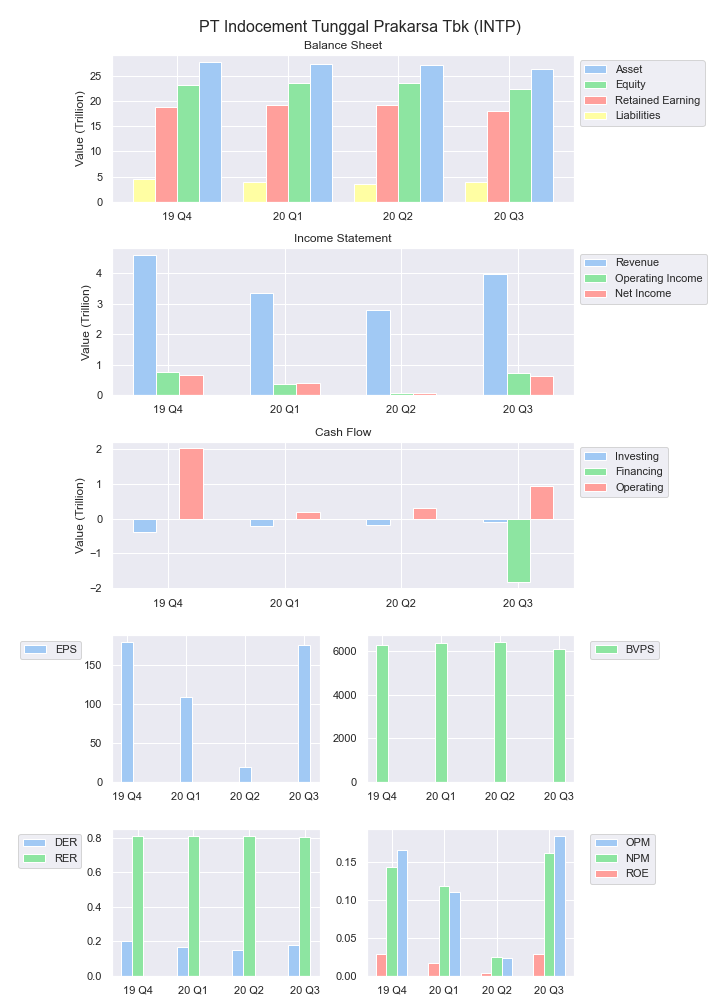 PT Indocement Tunggal Prakarsa Tbk (INTP)
Balance Sheet
Value (Trillion)
25
20
15
10
5
0
19 Q4 20 Q1 20 Q2 20 Q3
Asset
Equity
Retained Earning
Liabilities
Income Statement
Value (Trillion)
4
3
2
1
0
19 Q4 20 Q1 20 Q2 20 Q3
Revenue
Operating Income
Net Income
Cash Flow
Value (Trillion)
2
1
0
−1
−2
19 Q4 20 Q1 20 Q2 20 Q3
Investing
Financing
Operating
EPS
150
100
50
0
19 Q4 20 Q1 20 Q2 20 Q3
6000
4000
2000
0
19 Q4 20 Q1 20 Q2 20 Q3
BVPS
DER
RER
0.8
0.6
0.4
0.2
0.0
19 Q4 20 Q1 20 Q2 20 Q3
0.15
0.10
0.05
0.00
19 Q4 20 Q1 20 Q2 20 Q3
OPM
NPM
ROE